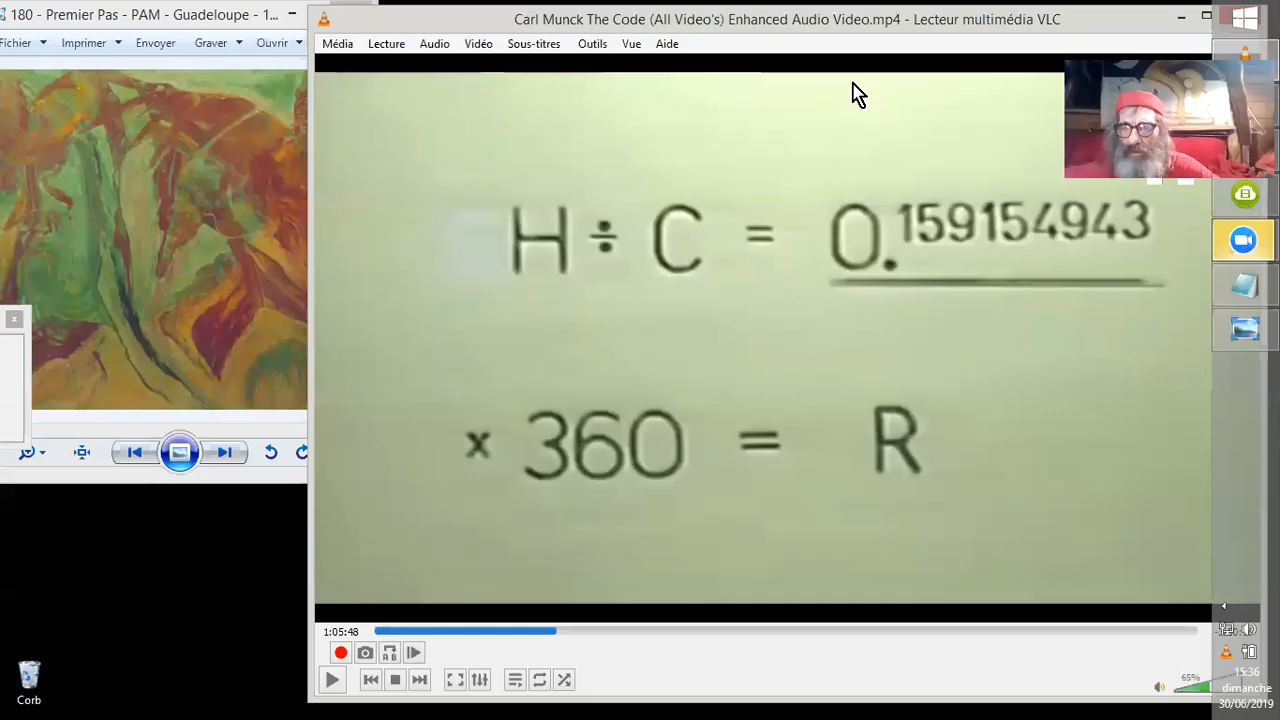 180 - Premier Pas - PAM - Guadeloupe - 1...
Fichier
Imprimer
Envoyer
Graver
Ouvrir
Carl Munck The Code (All Video's) Enhanced Audio Video.mp4 - Lecteur multimédia VLC
Média
Lecture
Audio
Vidéo
Sous-titres
Outils
Vue
Aide
H ÷ C = 0.159154943
x 360 = R
1:05:48
A B
65%
Corb
15:36
dimanche
30/06/2019